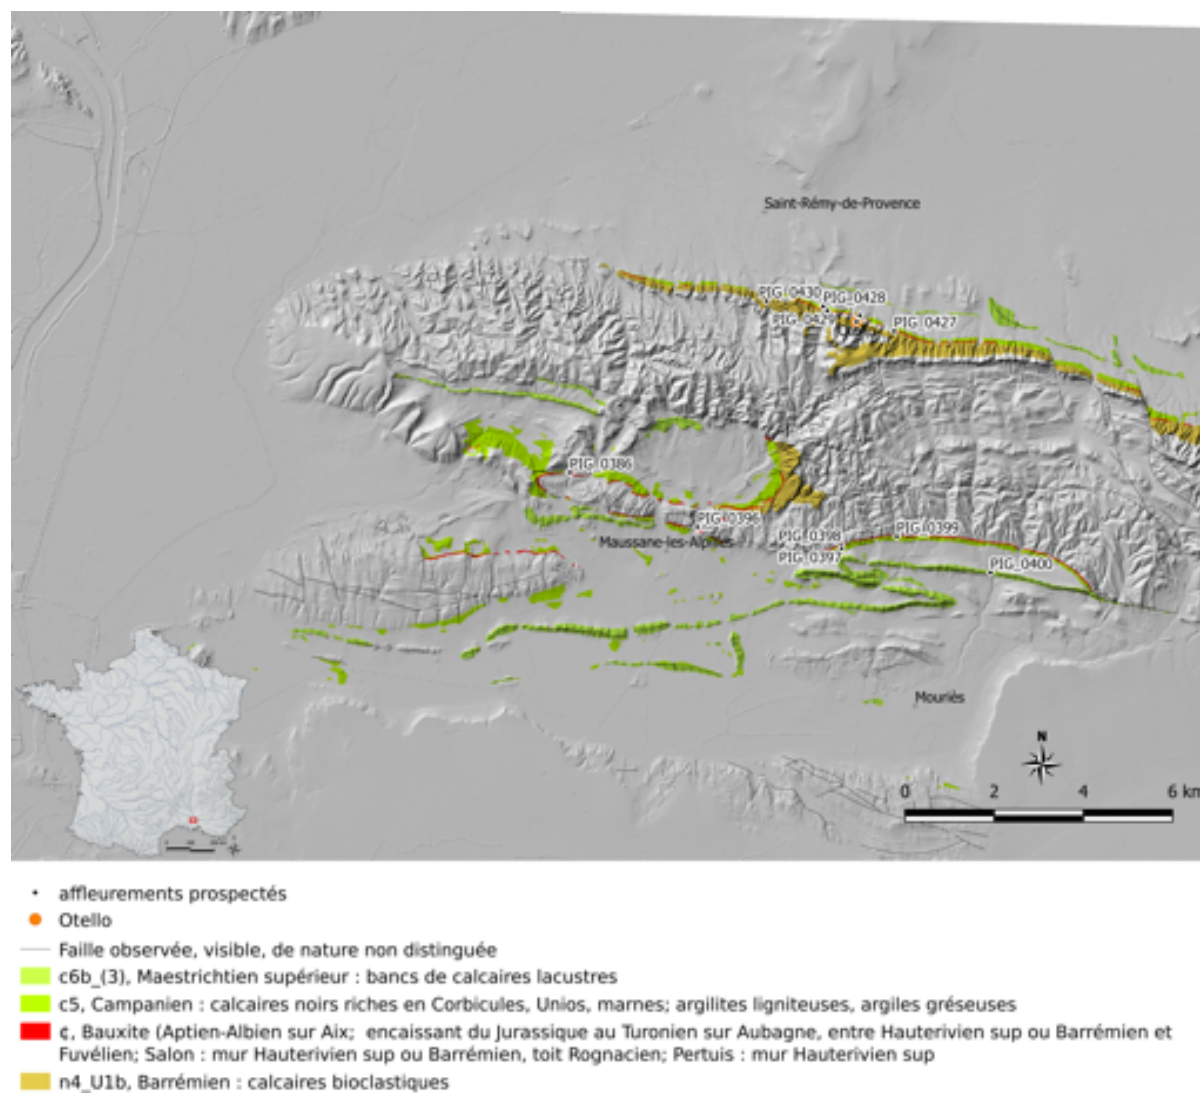 Saint-Rémy-de-Provence
PIG_0430
PIG_0428
PIG_0429
PIG_0427
PIG_0386
PIG_0396
PIG_0399
PIG_0398
Maussane-les-Alpilles
PIG_0397
PIG_0400
Mouriès
N
0 2 4 6 km
affleurements prospectés
Otello
Faille observée, visible, de nature non distinguée
c6b_(3), Maestrichtien supérieur : bancs de calcaires lacustres
c5, Campanien : calcaires noirs riches en Corbicules, Unios, marnes; argilites ligniteuses, argiles gréseuses
¢, Bauxite (Aptien-Albien sur Aix; encaissant du Jurassique au Turonien sur Aubagne, entre Hauterivien sup ou Barrémien et
Fuvélien; Salon : mur Hauterivien sup ou Barrémien, toit Rognacien; Pertuis : mur Hauterivien sup
n4_U1b, Barrémien : calcaires bioclastiques